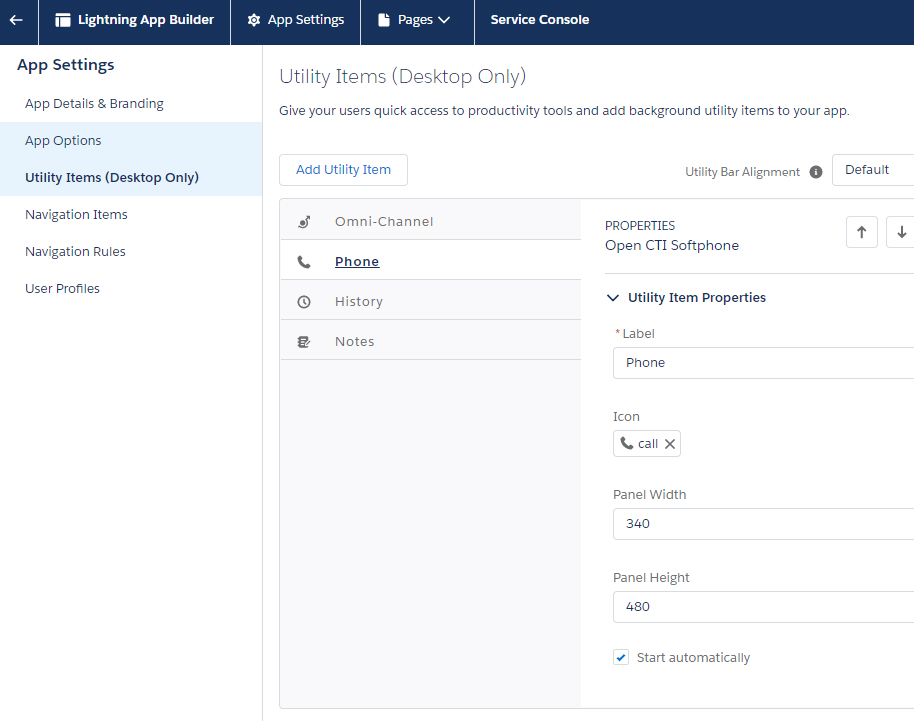 Lightning App Builder App Settings Pages Service Console
App Settings
App Details & Branding
App Options
Utility Items (Desktop Only)
Navigation Items
Navigation Rules
User Profiles
Utility Items (Desktop Only)
Give your users quick access to productivity tools and add background utility items to your app.
Add Utility Item
Utility Bar Alignment i Default
Omni-Channel
Phone
History
Notes
PROPERTIES
Open CTI Softphone
Utility Item Properties
* Label
Phone
Icon
call
Panel Width
340
Panel Height
480
Start automatically